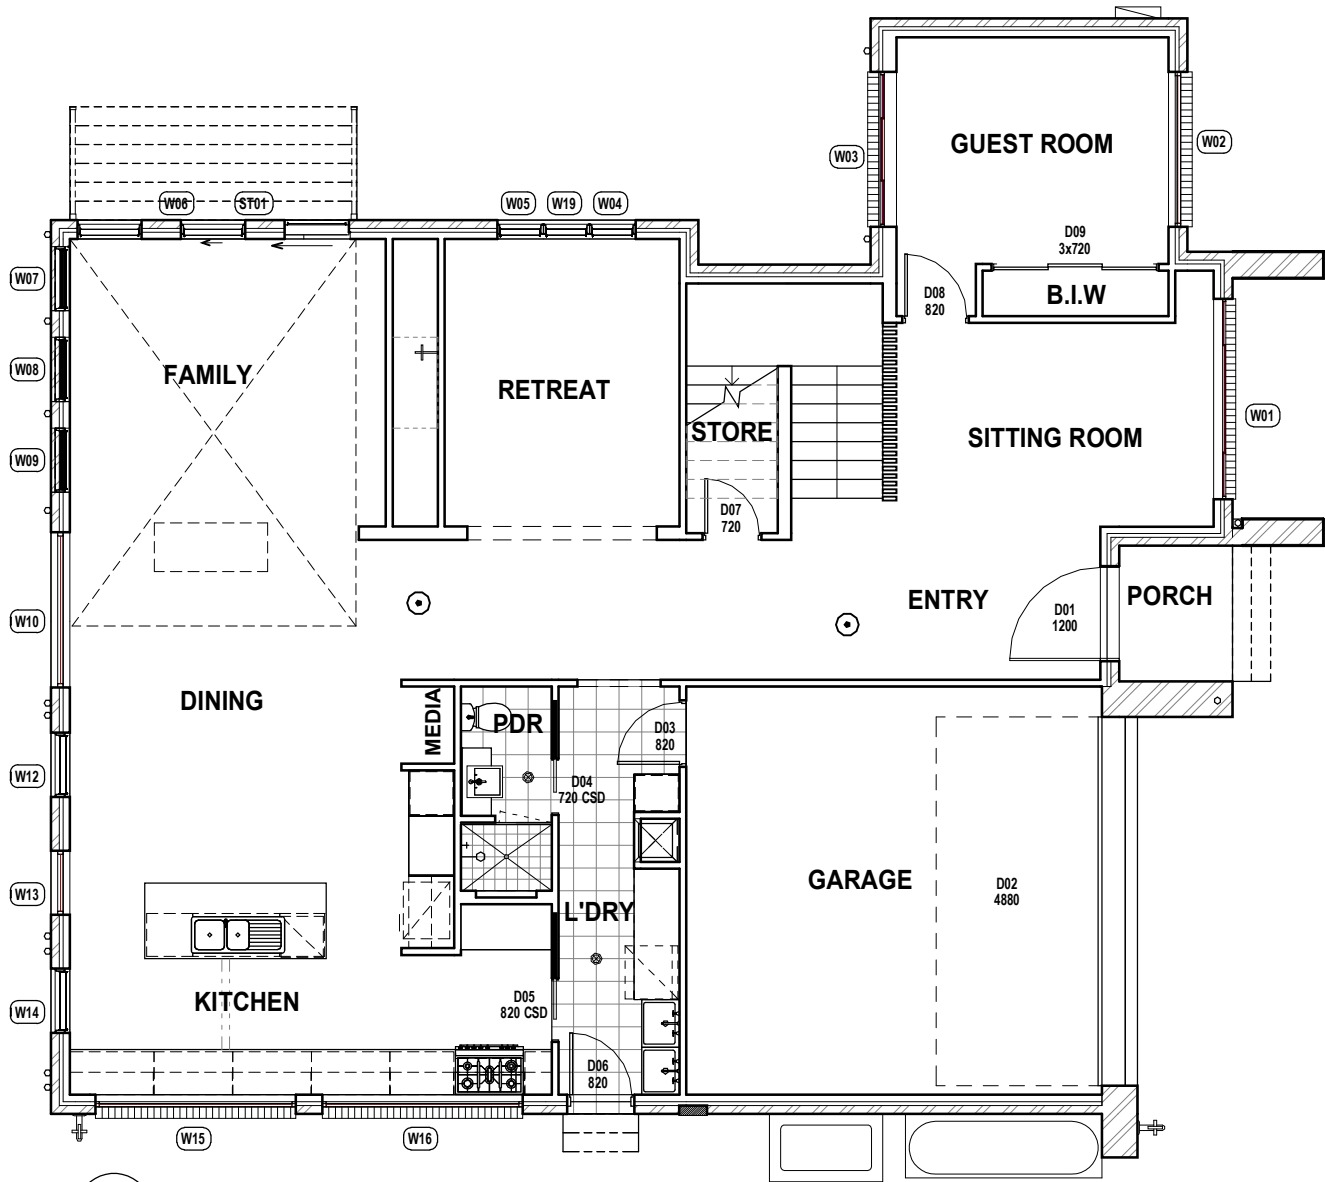 GUEST ROOM
W03
W02
D09
3x720
B.I.W
D08
820
W06
ST01
W05
W19
W04
W07
W08
W09
FAMILY
RETREAT
STORE
D07
720
SITTING ROOM
W01
W10
ENTRY
D01
1200
PORCH
DINING
MEDIA
PDR
D03
820
D04
720 CSD
W12
W13
W14
GARAGE
D02
4880
L'DRY
KITCHEN
D05
820 CSD
D06
820
W15
W16